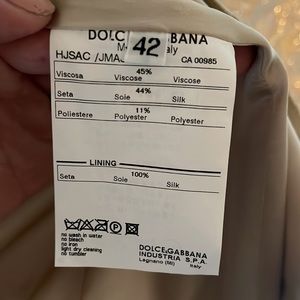 DOLCE GABBANA
42
HJSAC /JMA
CA 00985
Viscosa 45% Viscose Viscose
Seta 44% Soie Silk
Poliestere 11% Polyester Polyester
LINING
Seta 100% Soie Silk
no wash in water
no bleach
no iron
light dry cleaning
no tumbler
DOLCE&GABBANA
INDUSTRIA S.P.A.
Legnano (MI) Italy